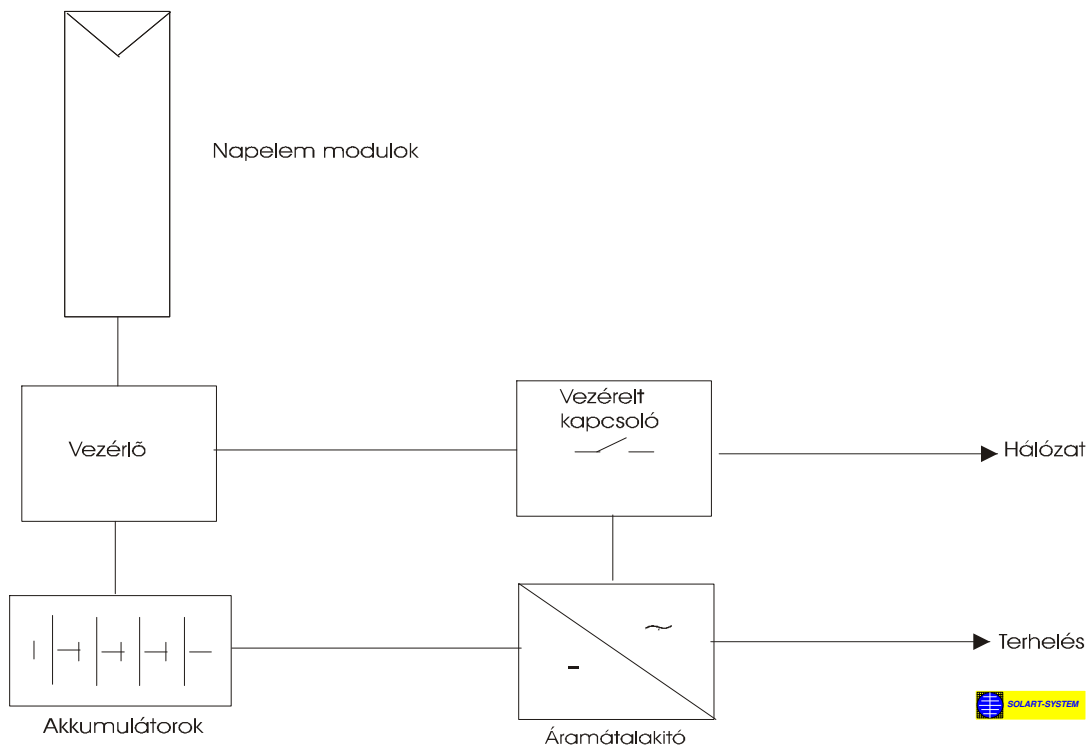 Napelem modulok
Vezérlõ
Vezérelt
kapcsoló
Hálózat
Terhelés
Akkumulátorok
Áramátalakitó
SOLART-SYSTEM